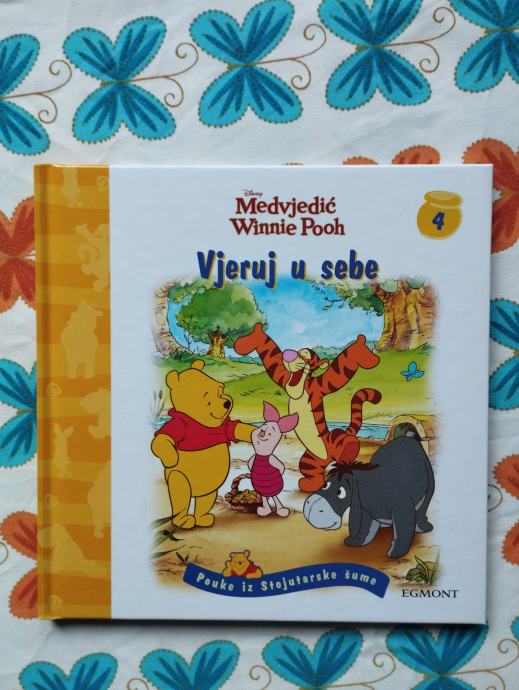 Disney
Medvjedić
Winnie Pooh
4
Vjeruj u sebe
Pouke iz Stojutarske šume
EGMONT